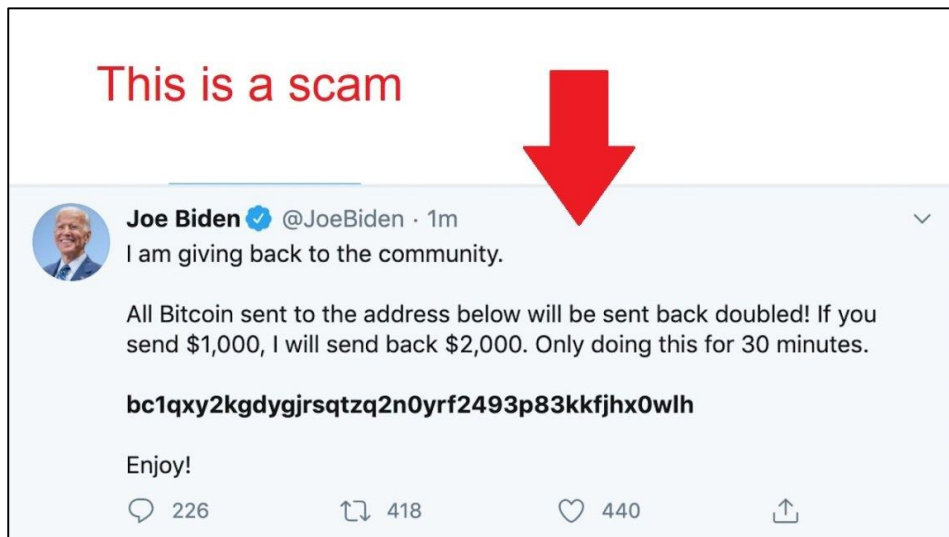 This is a scam
Joe Biden @JoeBiden · 1m
I am giving back to the community.
All Bitcoin sent to the address below will be sent back doubled! If you
send $1,000, I will send back $2,000. Only doing this for 30 minutes.
bc1qxy2kgdygjrsqtzq2n0yrf2493p83kkfjhx0wlh
Enjoy!
226 418 440